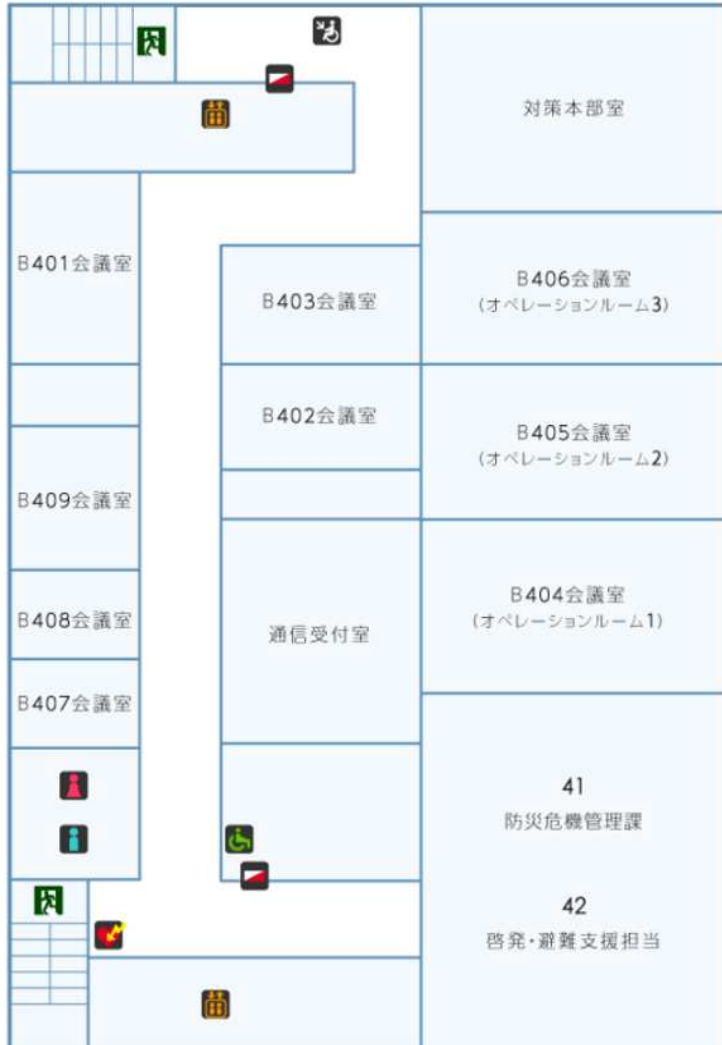 対策本部室
B401会議室
B403会議室
B406会議室
(オペレーションルーム3)
B402会議室
B405会議室
(オペレーションルーム2)
B409会議室
B408会議室
通信受付室
B404会議室
(オペレーションルーム1)
B407会議室
41
防災危機管理課
42
啓発・避難支援担当